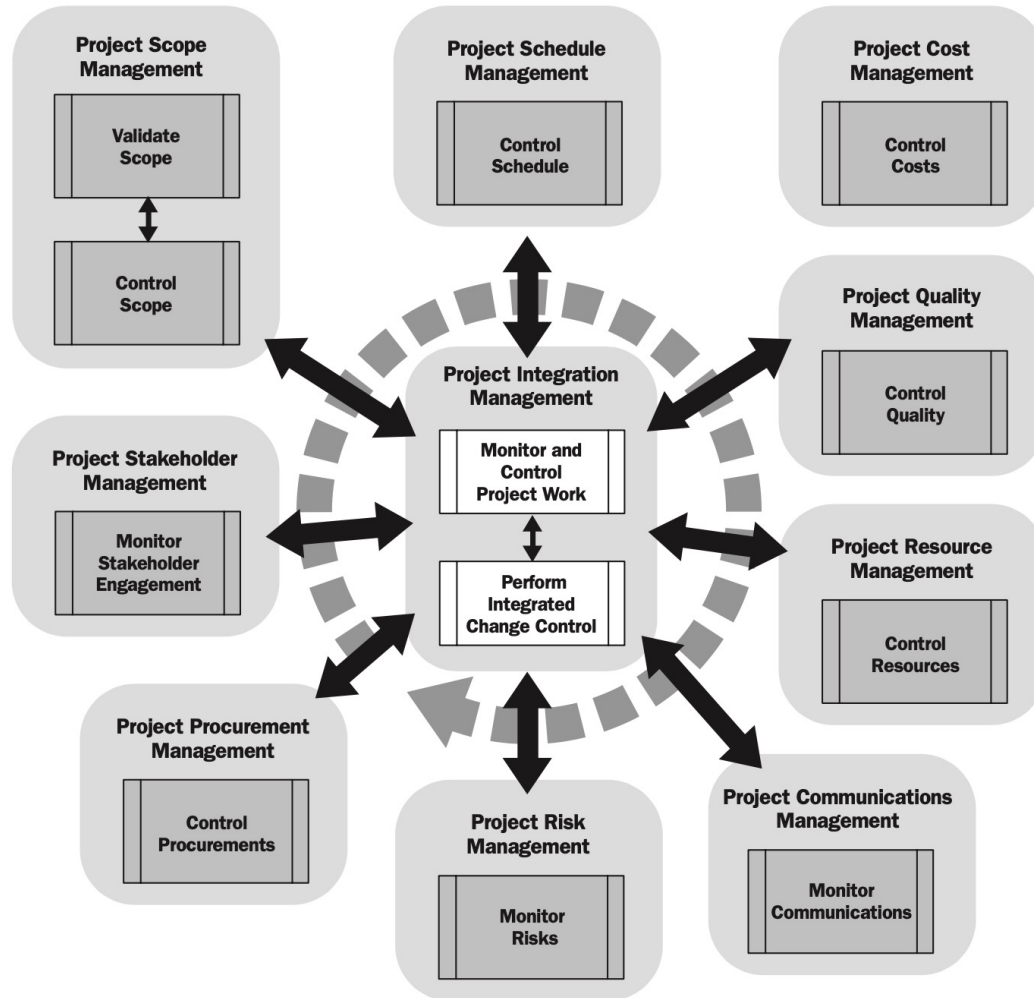 Project Scope
Management
Validate
Scope
Control
Scope
Project Schedule
Management
Control
Schedule
Project Cost
Management
Control
Costs
Project Quality
Management
Control
Quality
Project Integration
Management
Monitor and
Control
Project Work
Perform
Integrated
Change Control
Project Stakeholder
Management
Monitor
Stakeholder
Engagement
Project Resource
Management
Control
Resources
Project Procurement
Management
Control
Procurements
Project Risk
Management
Monitor
Risks
Project Communications
Management
Monitor
Communications